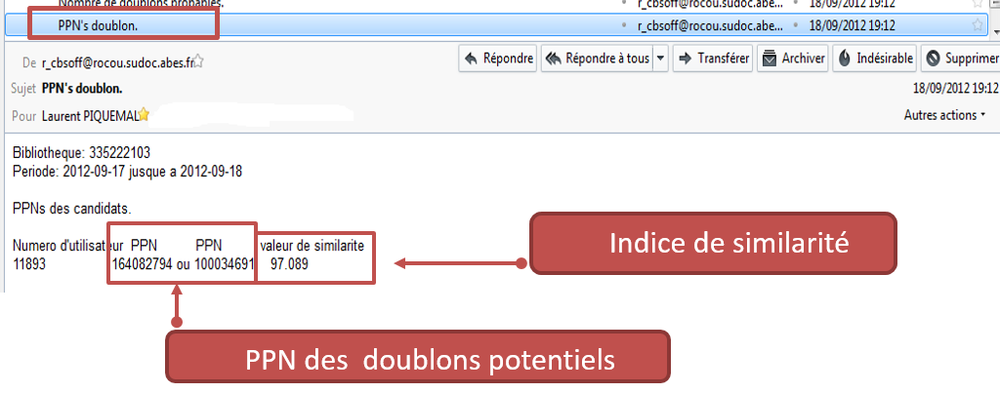 Nombre de doublons probables. • r_cbsoff@rocou.sudoc.abes.fr... • 18/09/2012 19:12
PPN's doublon. • r_cbsoff@rocou.sudoc.abe... • 18/09/2012 19:12
De r_cbsoff@rocou.sudoc.abes.fr Répondre Répondre à tous Transférer Archiver Indésirable Supprimer
Sujet PPN's doublon. 18/09/2012 19:12
Pour Laurent PIQUEMAL Autres actions
Bibliotheque: 335222103
Periode: 2012-09-17 jusque a 2012-09-18
PPNs des candidats.
Numero d'utilisateur PPN PPN valeur de similarite
11893 164082794 ou 100034691 97.089
Indice de similarité
PPN des doublons potentiels